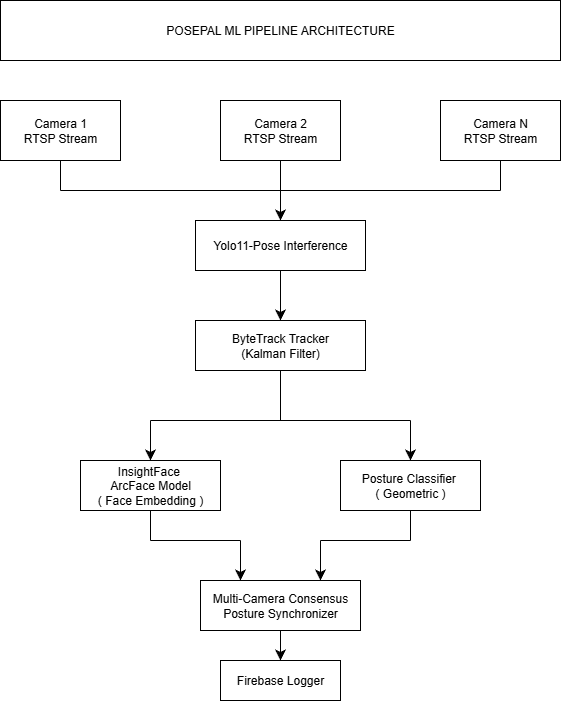 POSEPAL ML PIPELINE ARCHITECTURE
Camera 1
RTSP Stream
Camera 2
RTSP Stream
Camera N
RTSP Stream
Yolo11-Pose Interference
ByteTrack Tracker
(Kalman Filter)
InsightFace
ArcFace Model
( Face Embedding )
Posture Classifier
( Geometric )
Multi-Camera Consensus
Posture Synchronizer
Firebase Logger